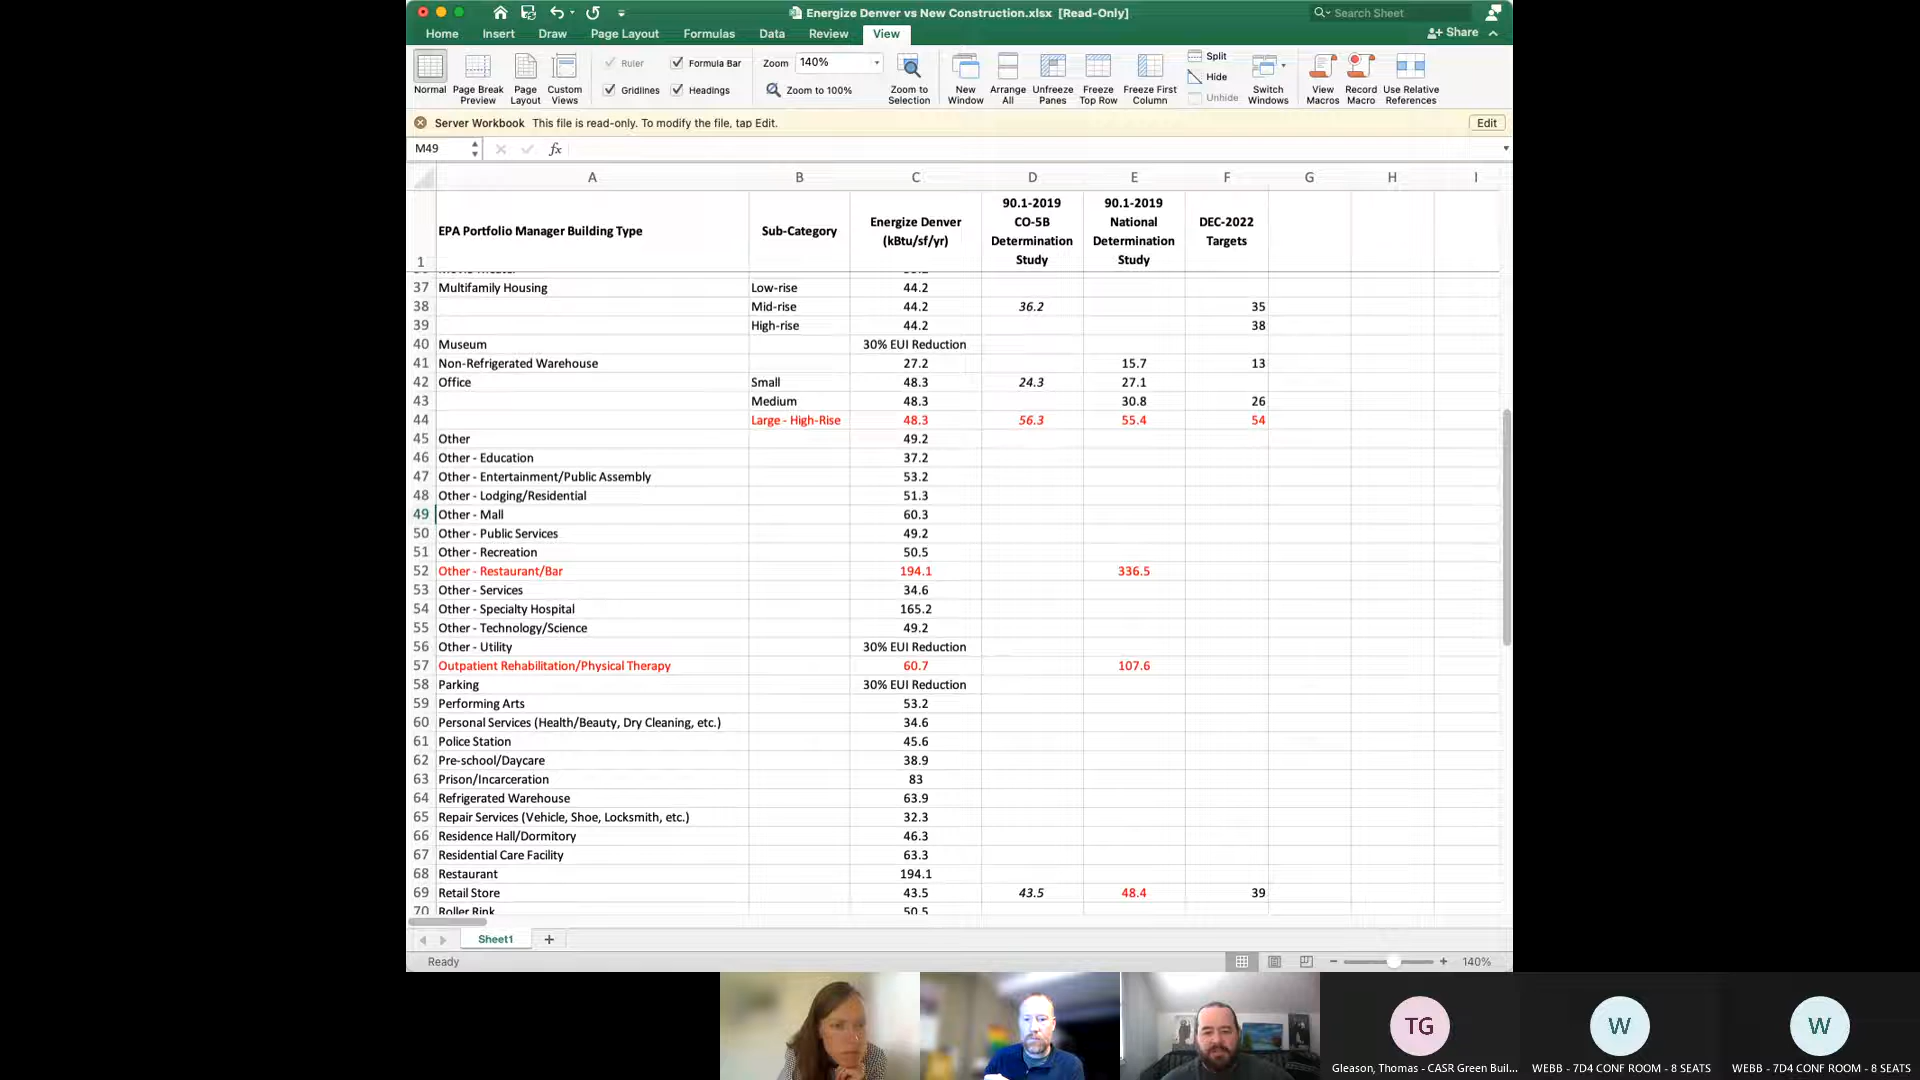 Energize Denver vs New Construction.xlsx [Read-Only]
Search Sheet
Home Insert Draw Page Layout Formulas Data Review View
Share
Normal
Page Break Preview
Page Layout
Custom Views
Ruler
Formula Bar
Gridlines
Headings
Zoom 140%
Zoom to 100%
Zoom to Selection
New Window
Arrange All
Unfreeze Panes
Freeze Top Row
Freeze First Column
Split
Hide
Unhide
Switch Windows
View Macros
Record Macro
Use Relative References
Server Workbook This file is read-only. To modify the file, tap Edit.
Edit
M49
fx
A B C D E F G H I
1 EPA Portfolio Manager Building Type Sub-Category Energize Denver (kBtu/sf/yr) 90.1-2019 CO-5B Determination Study 90.1-2019 National Determination Study DEC-2022 Targets
37 Multifamily Housing Low-rise 44.2
38 Mid-rise 44.2 36.2 35
39 High-rise 44.2 38
40 Museum 30% EUI Reduction
41 Non-Refrigerated Warehouse 27.2 15.7 13
42 Office Small 48.3 24.3 27.1
43 Medium 48.3 30.8 26
44 Large - High-Rise 48.3 56.3 55.4 54
45 Other 49.2
46 Other - Education 37.2
47 Other - Entertainment/Public Assembly 53.2
48 Other - Lodging/Residential 51.3
49 Other - Mall 60.3
50 Other - Public Services 49.2
51 Other - Recreation 50.5
52 Other - Restaurant/Bar 194.1 336.5
53 Other - Services 34.6
54 Other - Specialty Hospital 165.2
55 Other - Technology/Science 49.2
56 Other - Utility 30% EUI Reduction
57 Outpatient Rehabilitation/Physical Therapy 60.7 107.6
58 Parking 30% EUI Reduction
59 Performing Arts 53.2
60 Personal Services (Health/Beauty, Dry Cleaning, etc.) 34.6
61 Police Station 45.6
62 Pre-school/Daycare 38.9
63 Prison/Incarceration 83
64 Refrigerated Warehouse 63.9
65 Repair Services (Vehicle, Shoe, Locksmith, etc.) 32.3
66 Residence Hall/Dormitory 46.3
67 Residential Care Facility 63.3
68 Restaurant 194.1
69 Retail Store 43.5 43.5 48.4 39
70 Roller Rink 50.5
Sheet1
Ready
140%
TG W W
Gleason, Thomas - CASR Green Buil... WEBB - 7D4 CONF ROOM - 8 SEATS WEBB - 7D4 CONF ROOM - 8 SEATS